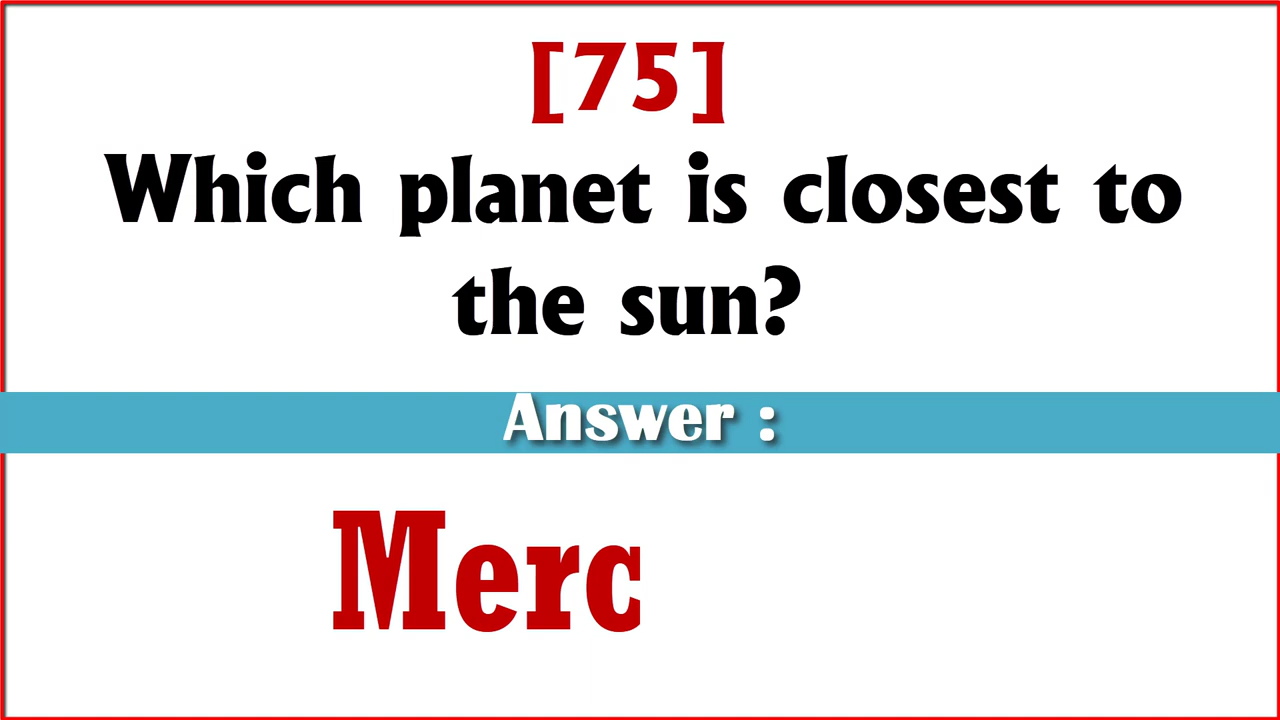 [75]
Which planet is closest to
the sun?
Answer :
Merc